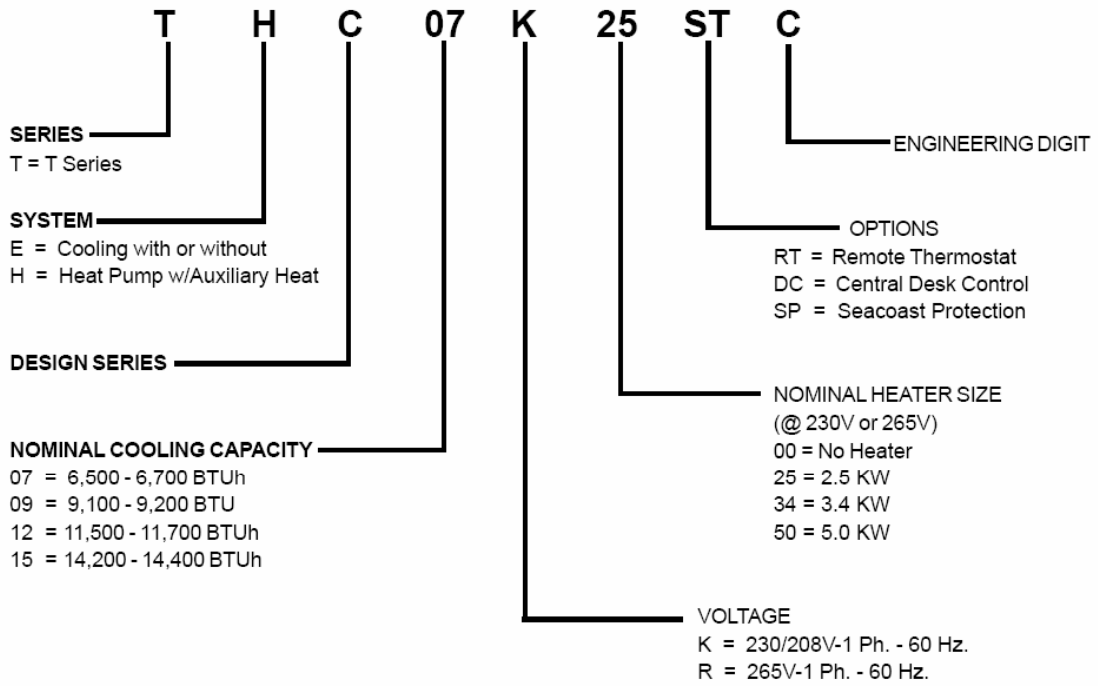 T H C 07 K 25 ST C
SERIES
T = T Series
SYSTEM
E = Cooling with or without
H = Heat Pump w/Auxiliary Heat
DESIGN SERIES
NOMINAL COOLING CAPACITY
07 = 6,500 - 6,700 BTUh
09 = 9,100 - 9,200 BTU
12 = 11,500 - 11,700 BTUh
15 = 14,200 - 14,400 BTUh
ENGINEERING DIGIT
OPTIONS
RT = Remote Thermostat
DC = Central Desk Control
SP = Seacoast Protection
NOMINAL HEATER SIZE
(@ 230V or 265V)
00 = No Heater
25 = 2.5 KW
34 = 3.4 KW
50 = 5.0 KW
VOLTAGE
K = 230/208V-1 Ph. - 60 Hz.
R = 265V-1 Ph. - 60 Hz.